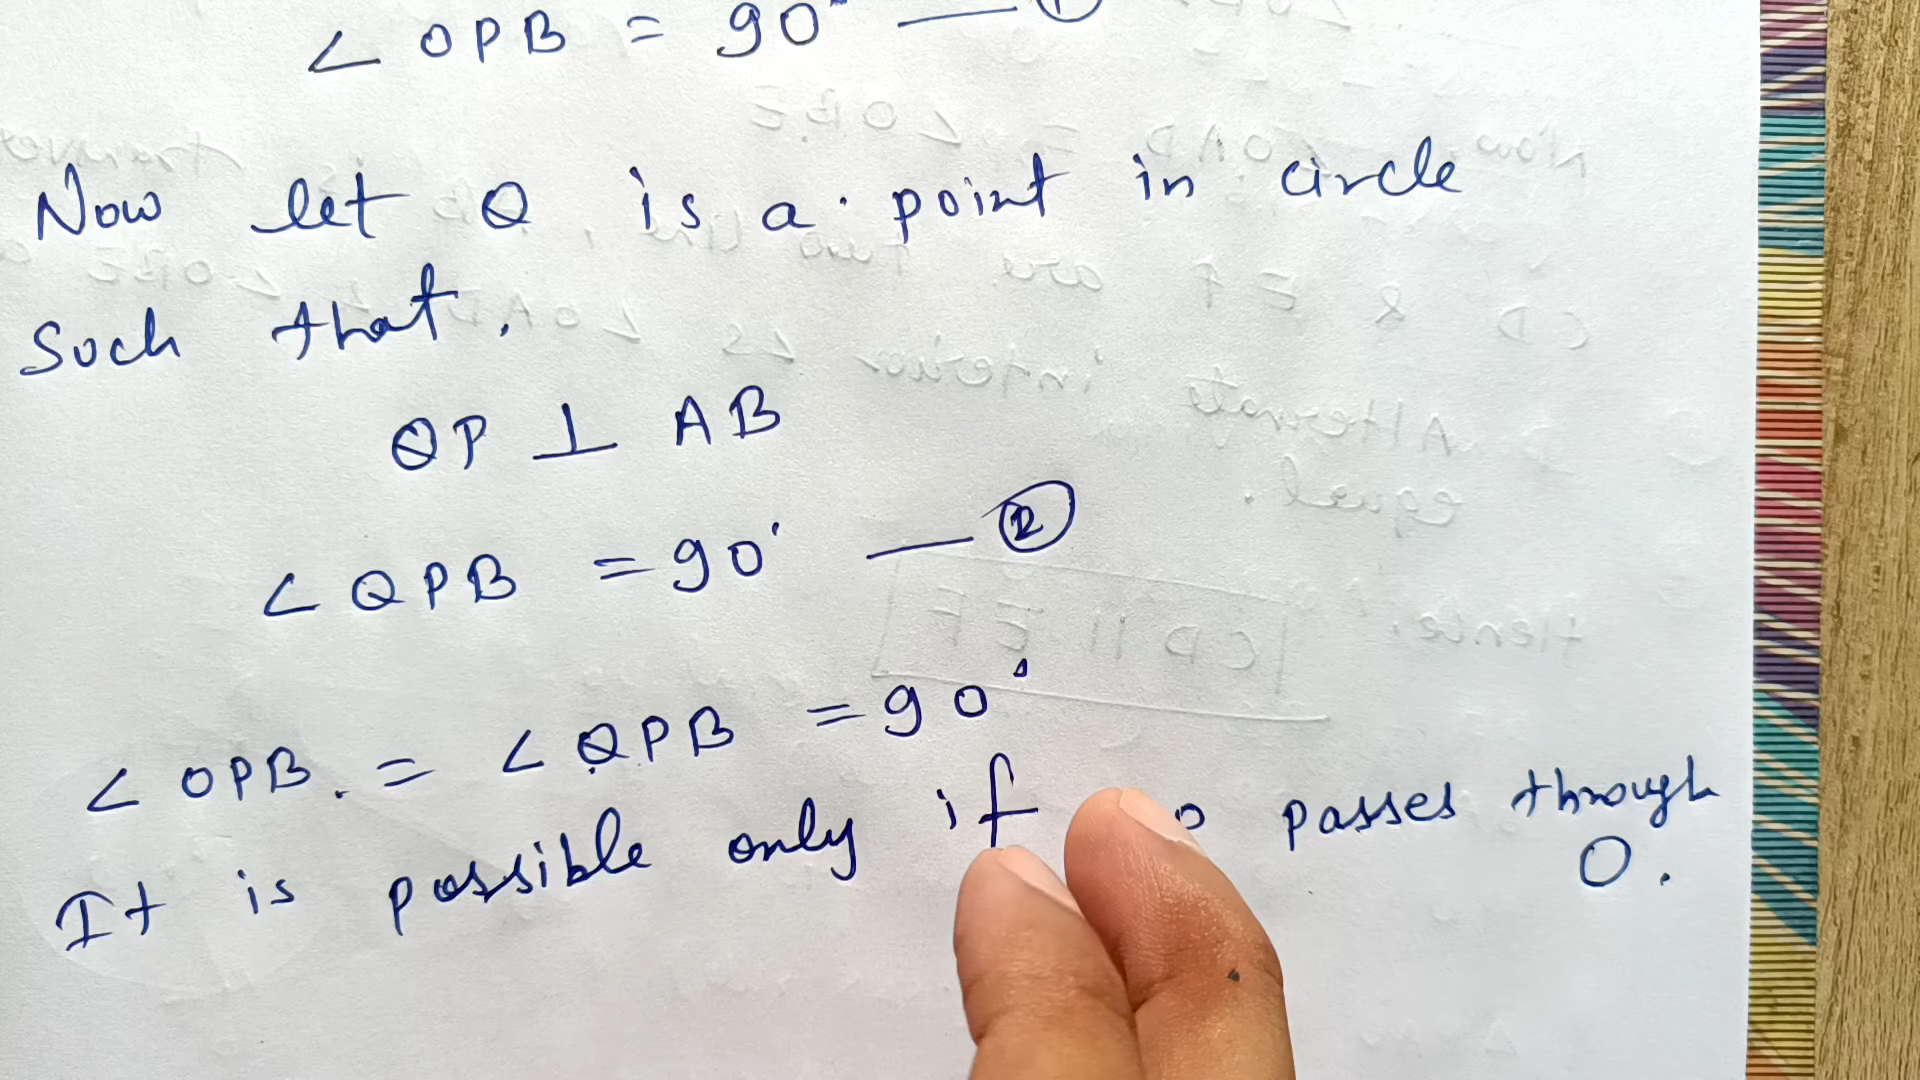 ∠ OPB = 90° — ①
Now let Q is a point in circle
Such that.
QP ⊥ AB
∠ QPB = 90° — ②
∠ OPB. = ∠ QPB = 90°
It is possible only if passes through
O.